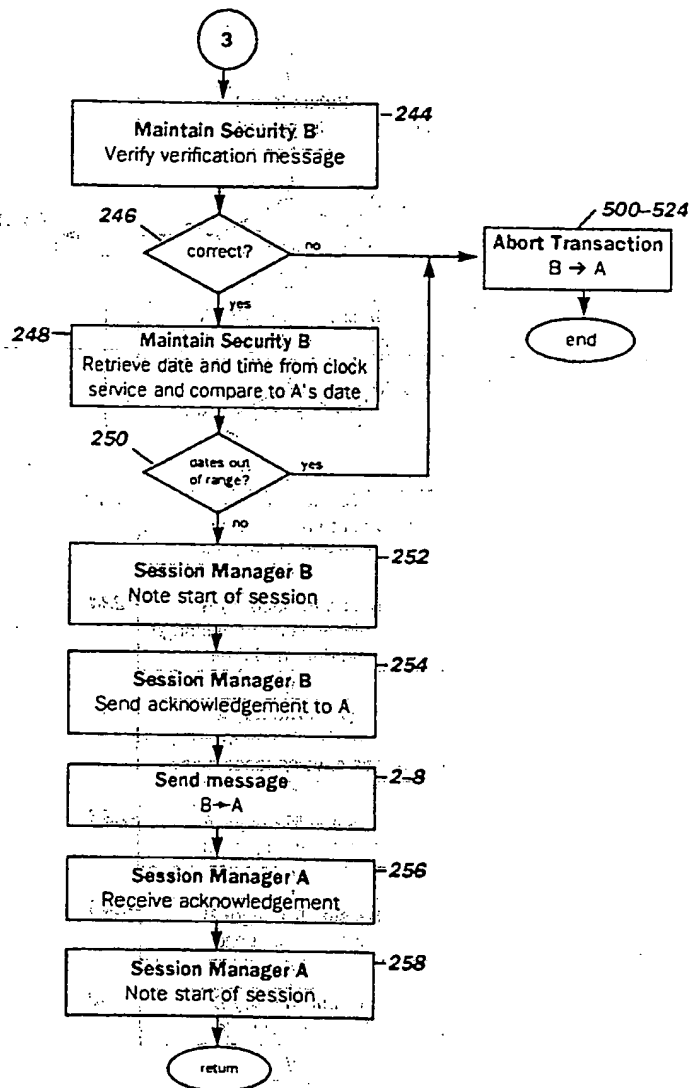 3
Maintain Security B
Verify verification message
244
246
correct?
no
yes
500-524
Abort Transaction
B → A
end
248
Maintain Security B
Retrieve date and time from clock
service and compare to A's date
250
dates out
of range?
yes
no
Session Manager B
Note start of session
252
Session Manager B
Send acknowledgement to A
254
Send message
B→A
2-8
Session Manager A
Receive acknowledgement
256
Session Manager A
Note start of session
258
return